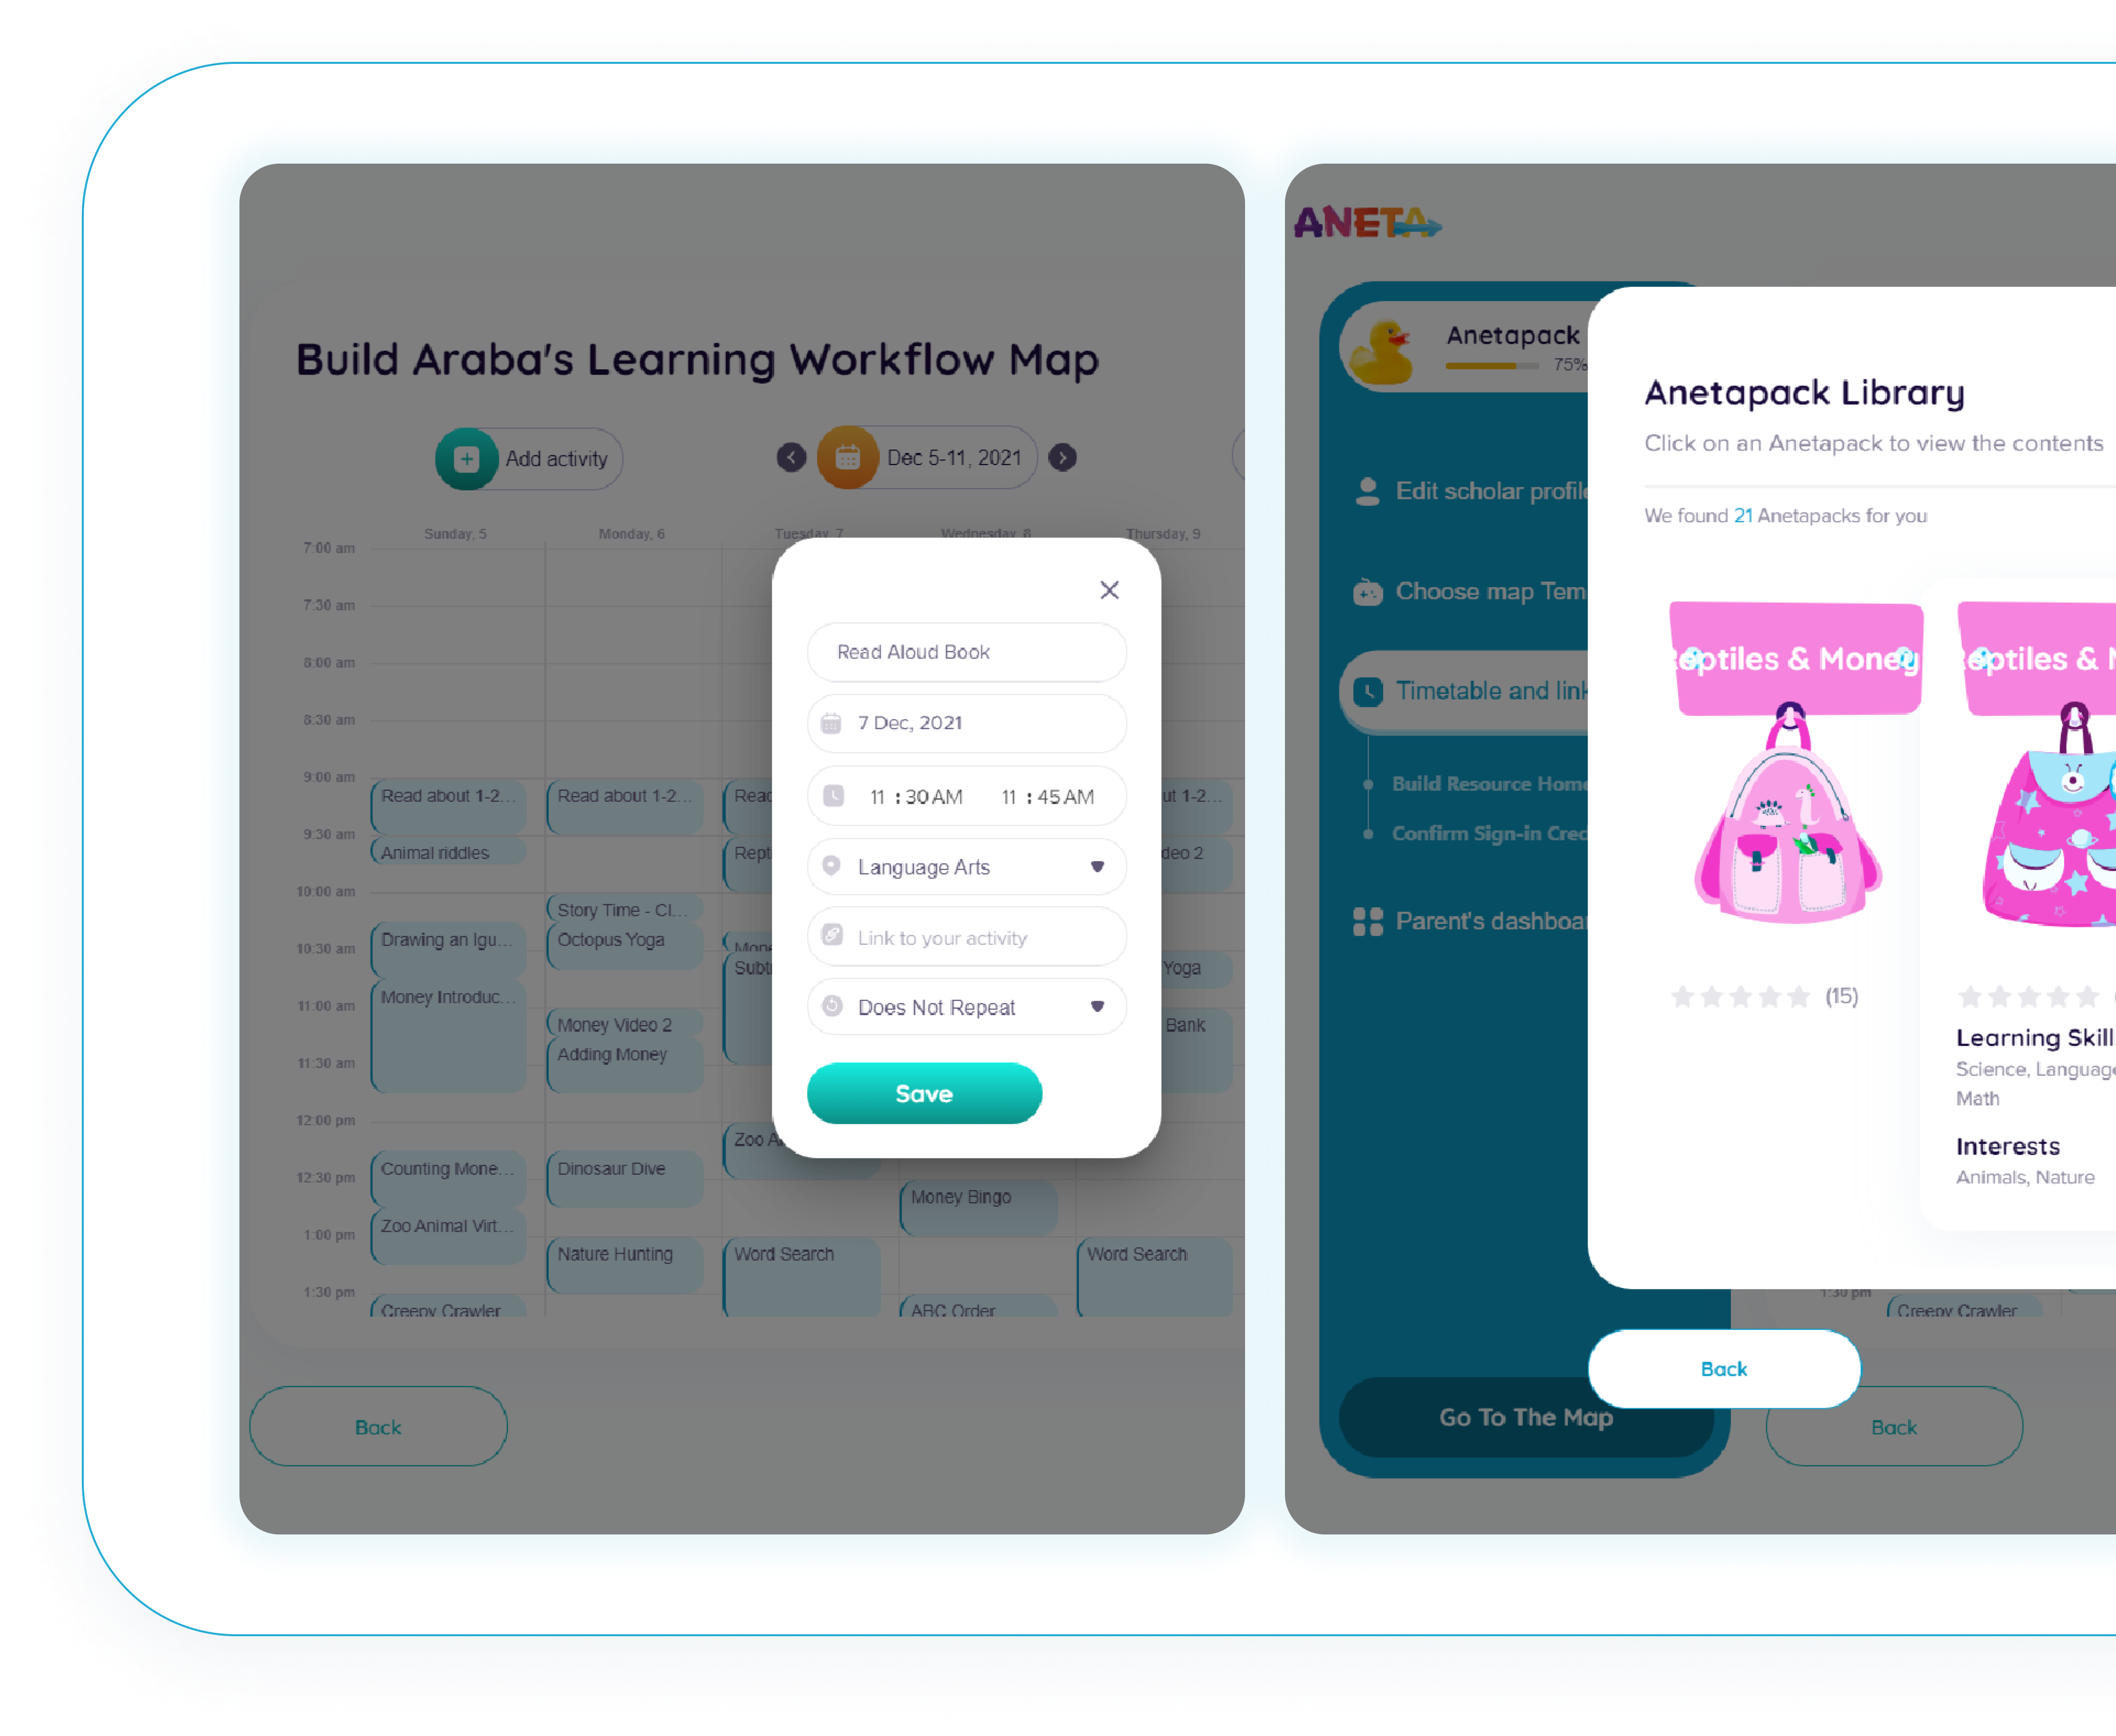 Build Araba's Learning Workflow Map
Add activity
Dec 5-11, 2021
Sunday, 5
Monday, 6
Tuesday, 7
Wednesday, 8
Thursday, 9
7:00 am
7:30 am
8:00 am
8:30 am
9:00 am
9:30 am
10:00 am
10:30 am
11:00 am
11:30 am
12:00 pm
12:30 pm
1:00 pm
1:30 pm
Read about 1-2...
Animal riddles
Drawing an Igu...
Money Introduc...
Counting Mone...
Zoo Animal Virt...
Creepy Crawler
Read about 1-2...
Story Time - Cl...
Octopus Yoga
Money Video 2
Adding Money
Dinosaur Dive
Nature Hunting
Read
Rept
Mone
Subt
Zoo A
Word Search
Money Bingo
ABC Order
ut 1-2...
deo 2
Yoga
Bank
Word Search
Read Aloud Book
7 Dec, 2021
11 : 30 AM 11 : 45 AM
Language Arts
Link to your activity
Does Not Repeat
Save
Back
ANETA
Anetapack
75%
Edit scholar profile
Choose map Tem
Timetable and link
Build Resource Home
Confirm Sign-in Cred
Parent's dashboar
Go To The Map
Anetapack Library
Click on an Anetapack to view the contents
We found 21 Anetapacks for you
Reptiles & Money
Reptiles & M
(15)
Learning Skill
Science, Language
Math
Interests
Animals, Nature
1:30 pm
Creepy Crawler
Back
Back